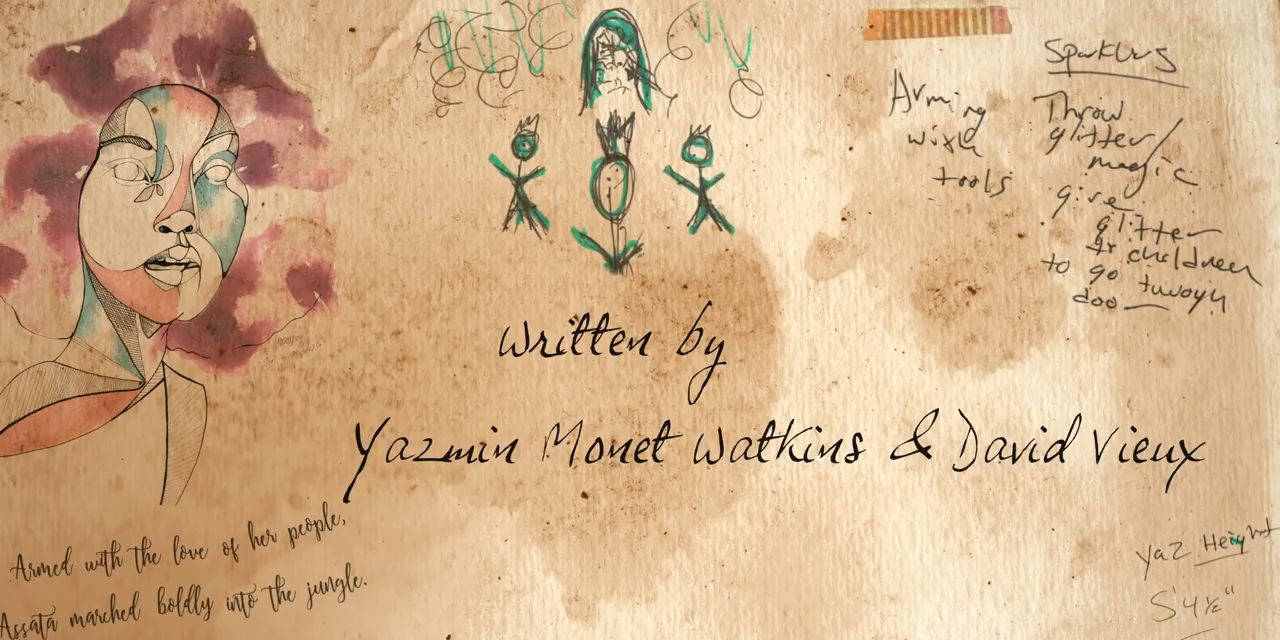 Sparklers
Arming
with
tools
Throw
glitter/
magic
give
glitter
to children
to go through
doo
Written by
Yazmin Monet Watkins & David Vieux
Armed with the love of her people,
Assata marched boldly into the jungle.
Yaz Height
5'4½"